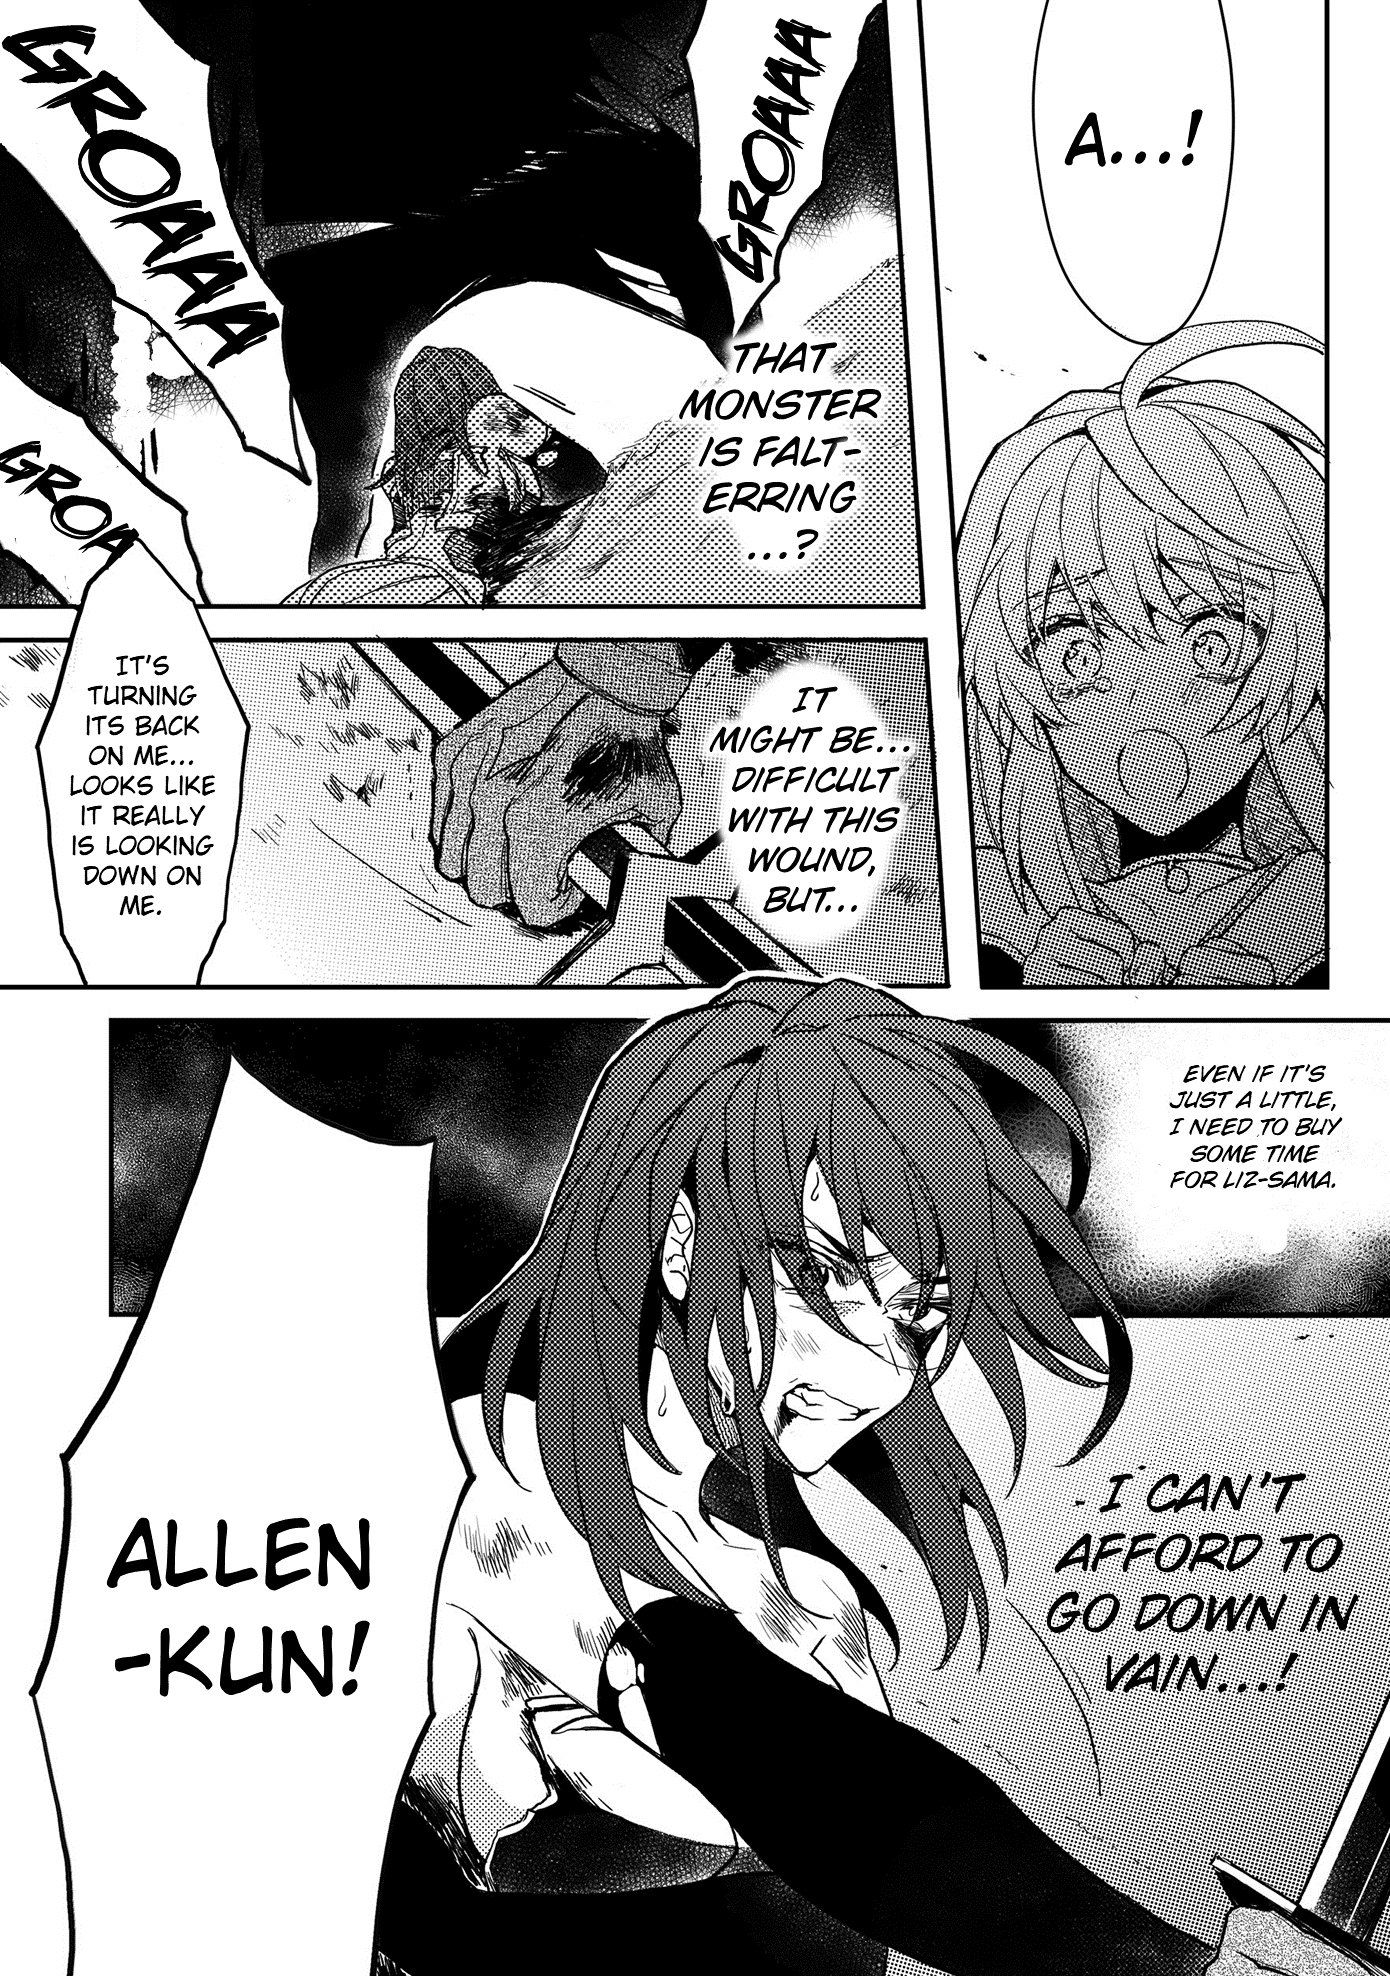 A...!
GROAAA
THAT
MONSTER
IS FALT-
ERRING
...?
GROAAA
GROA
IT
MIGHT BE...
DIFFICULT
WITH THIS
WOUND,
BUT...
IT'S
TURNING
ITS BACK
ON ME...
LOOKS LIKE
IT REALLY
IS LOOKING
DOWN ON
ME.
EVEN IF IT'S
JUST A LITTLE,
I NEED TO BUY
SOME TIME
FOR LIZ-SAMA.
I CAN'T
AFFORD TO
GO DOWN IN
VAIN...!
ALLEN
-KUN!